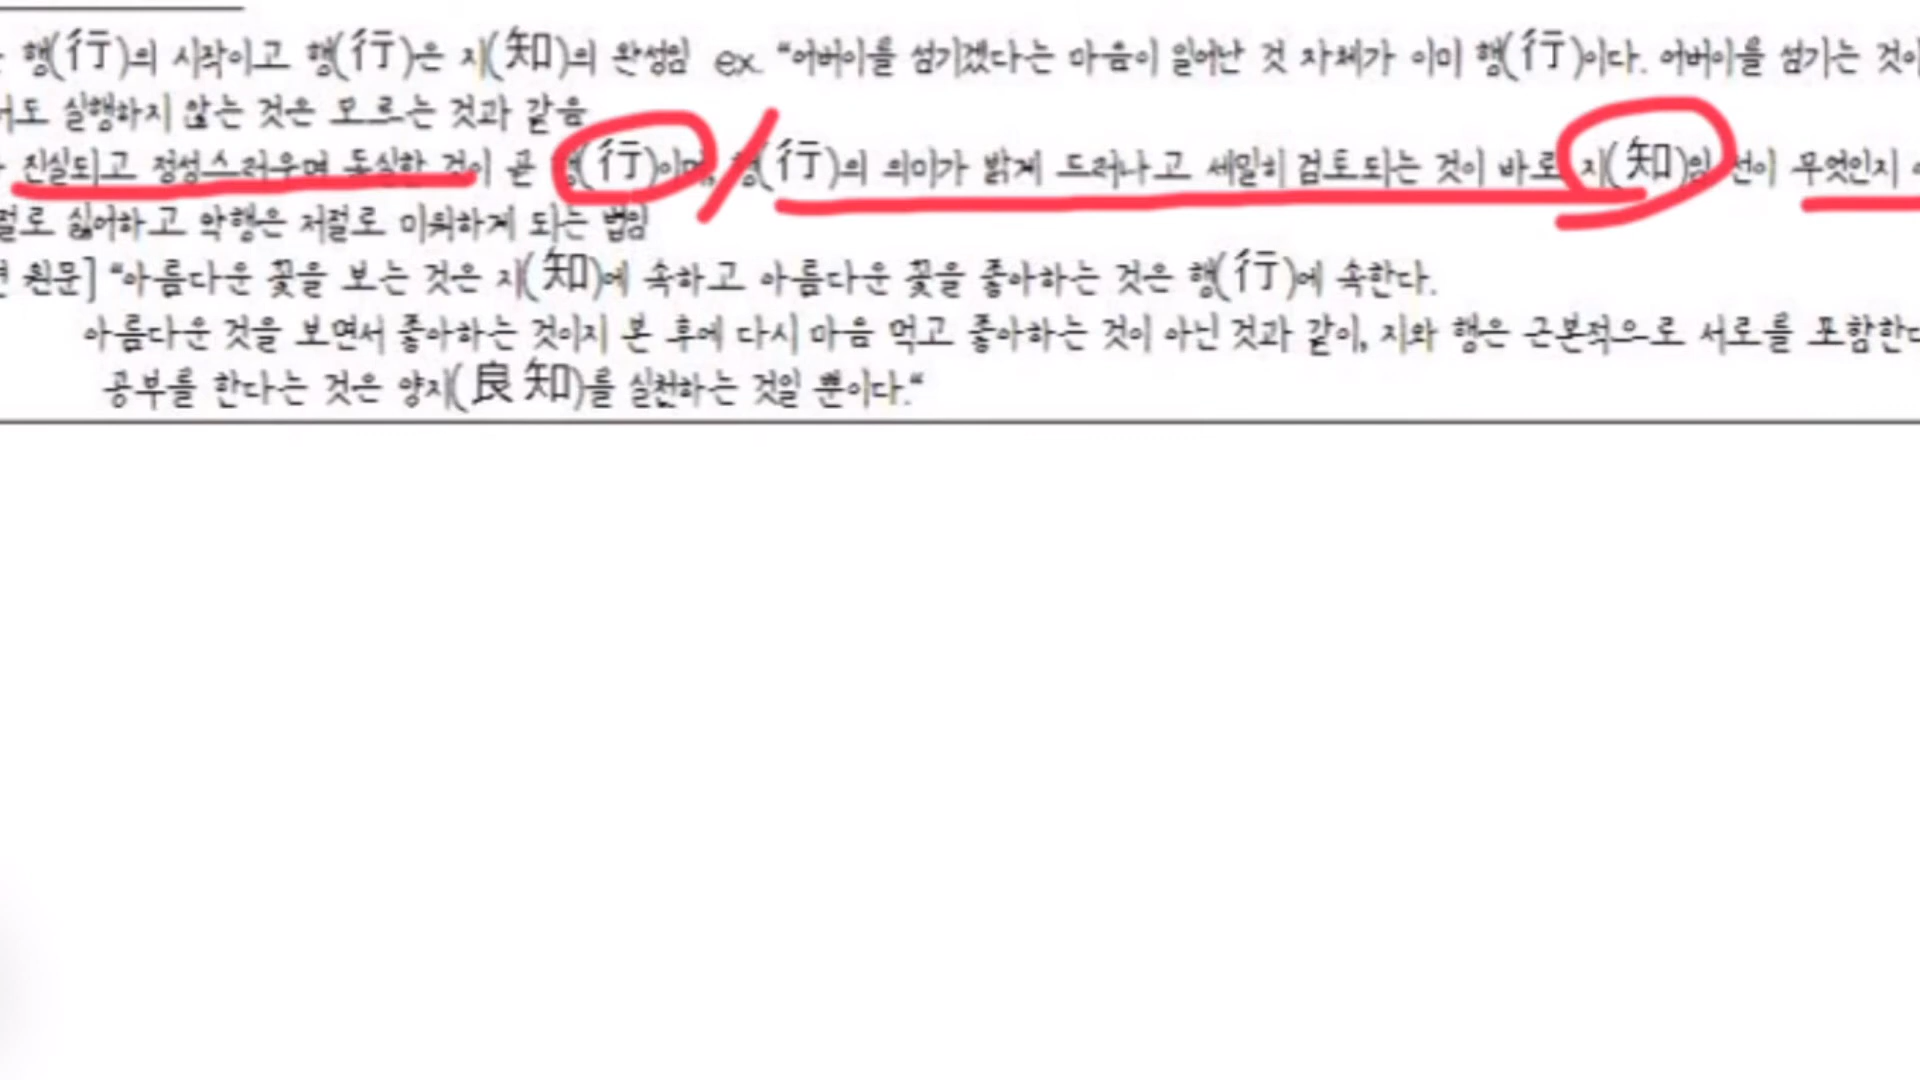 행(行)의 시작이고 행(行)은 지(知)의 완성임 ex. “어버이를 섬기겠다는 마음이 일어난 것 자체가 이미 행(行)이다. 어버이를 섬기는 것이
실행하지 않는 것은 모르는 것과 같음
진실되고 정성스러우며 독실한 것이 곧 행(行)이며, 행(行)의 의미가 밝게 드러나고 세밀히 검토되는 것이 바로 지(知)임 선이 무엇인지
싫어하고 악행은 저절로 미워하게 되는 법임
원문] “아름다운 꽃을 보는 것은 지(知)에 속하고 아름다운 꽃을 좋아하는 것은 행(行)에 속한다.
아름다운 것을 보면서 좋아하는 것이지 본 후에 다시 마음 먹고 좋아하는 것이 아닌 것과 같이, 지와 행은 근본적으로 서로를 포함한다
공부를 한다는 것은 양지(良知)를 실천하는 것일 뿐이다.“